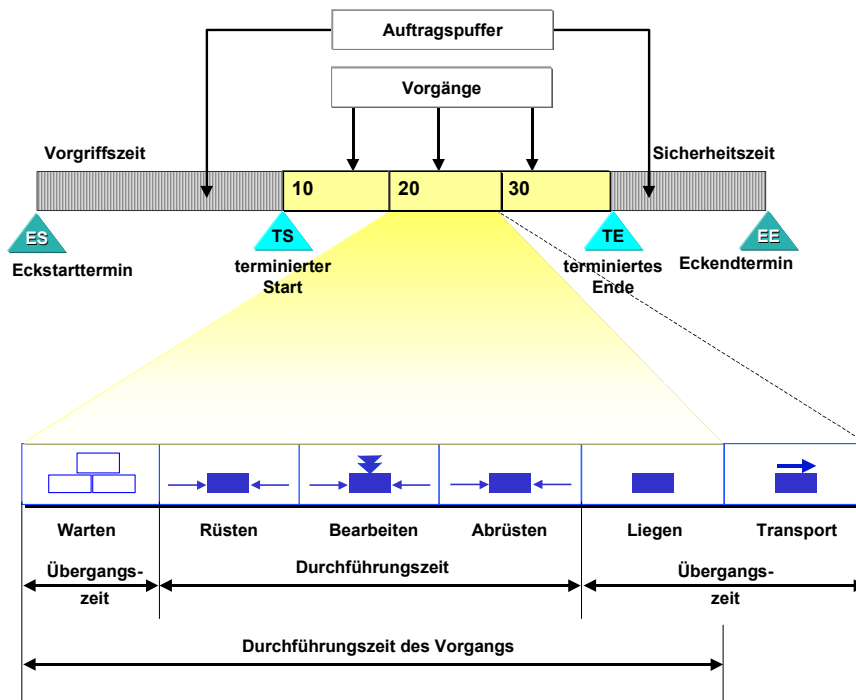 Auftragspuffer
Vorgänge
Vorgriffszeit
Sicherheitszeit
10
20
30
ES
TS
TE
EE
Eckstarttermin
terminierter
Start
terminiertes
Ende
Eckendtermin
Warten
Rüsten
Bearbeiten
Abrüsten
Liegen
Transport
Übergangs-
zeit
Durchführungszeit
Übergangs-
zeit
Durchführungszeit des Vorgangs